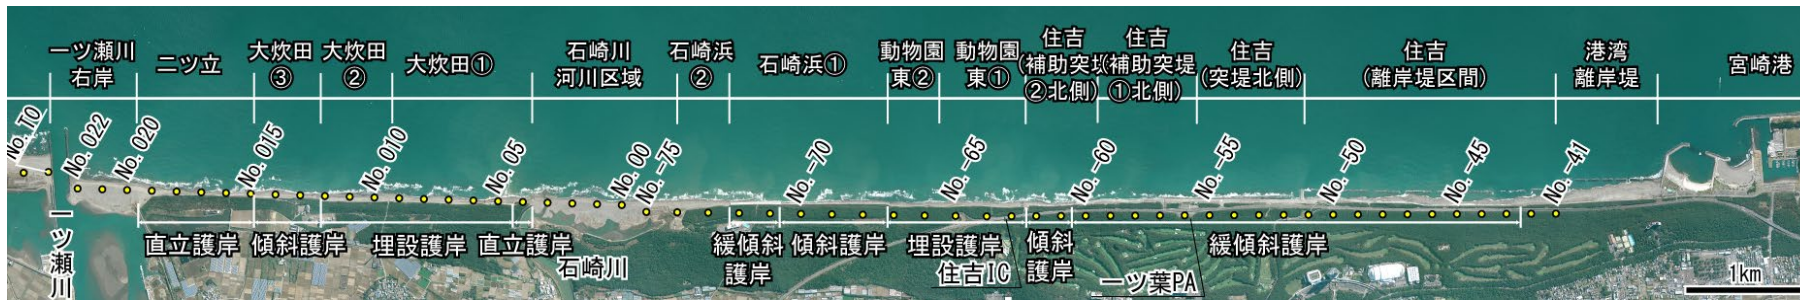 一ツ瀬川
右岸
二ツ立
大炊田
③
大炊田
②
大炊田①
石崎川
河川区域
石崎浜
②
石崎浜①
動物園
東②
動物園
東①
住吉
(補助突堤
②北側)
住吉
(補助突堤
①北側)
住吉
(突堤北側)
住吉
(離岸堤区間)
港湾
離岸堤
宮崎港
No. T0
No. 022
No. 020
No. 015
No. 010
No. 05
No. 00
No. -75
No. -70
No. -65
No. -60
No. -55
No. -50
No. -45
No. -41
一ツ瀬川
直立護岸
傾斜護岸
埋設護岸
直立護岸
石崎川
緩傾斜
護岸
傾斜護岸
埋設護岸
住吉IC
傾斜
護岸
一ツ葉PA
緩傾斜護岸
1km